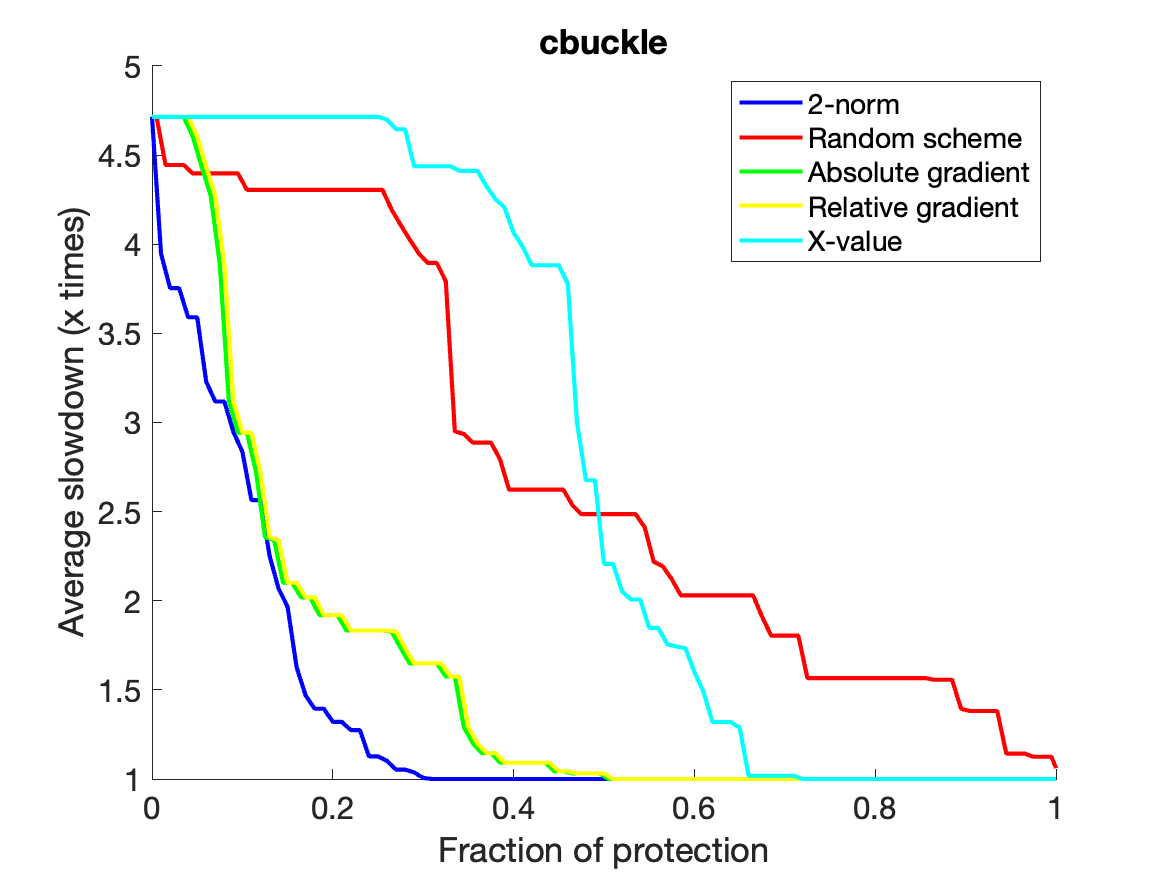 cbuckle
5
4.5
4
3.5
3
2.5
2
1.5
1
Average slowdown (x times)
2-norm
Random scheme
Absolute gradient
Relative gradient
X-value
0
0.2
0.4
0.6
0.8
1
Fraction of protection